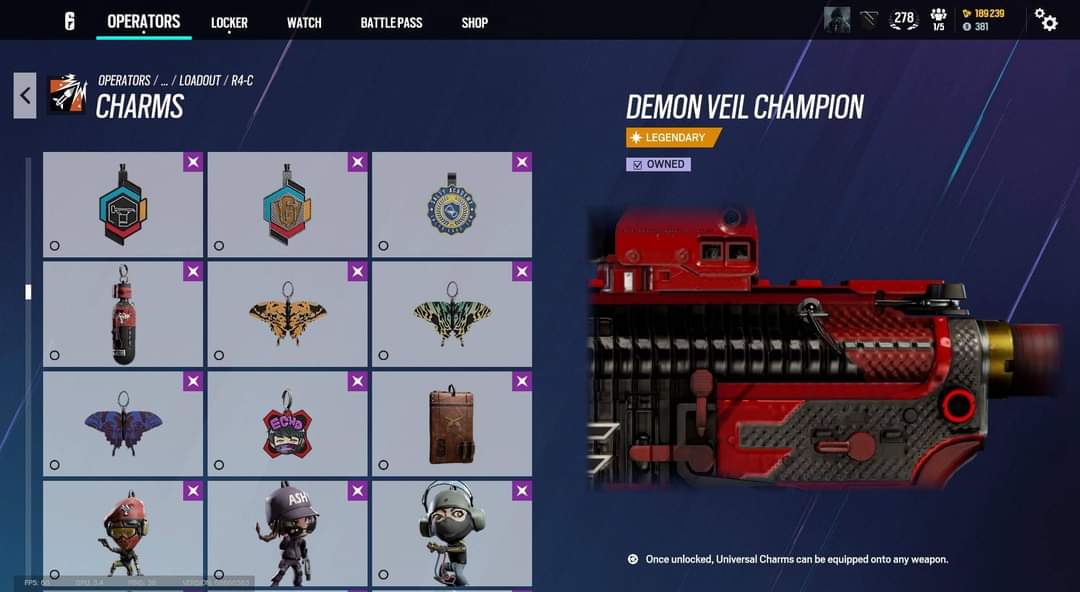 OPERATORS
LOCKER
WATCH
BATTLE PASS
SHOP
278
1/5
189 239
381
OPERATORS / ... / LOADOUT / R4-C
CHARMS
DEMON VEIL CHAMPION
LEGENDARY
OWNED
ECHO
ASH
Once unlocked, Universal Charms can be equipped onto any weapon.